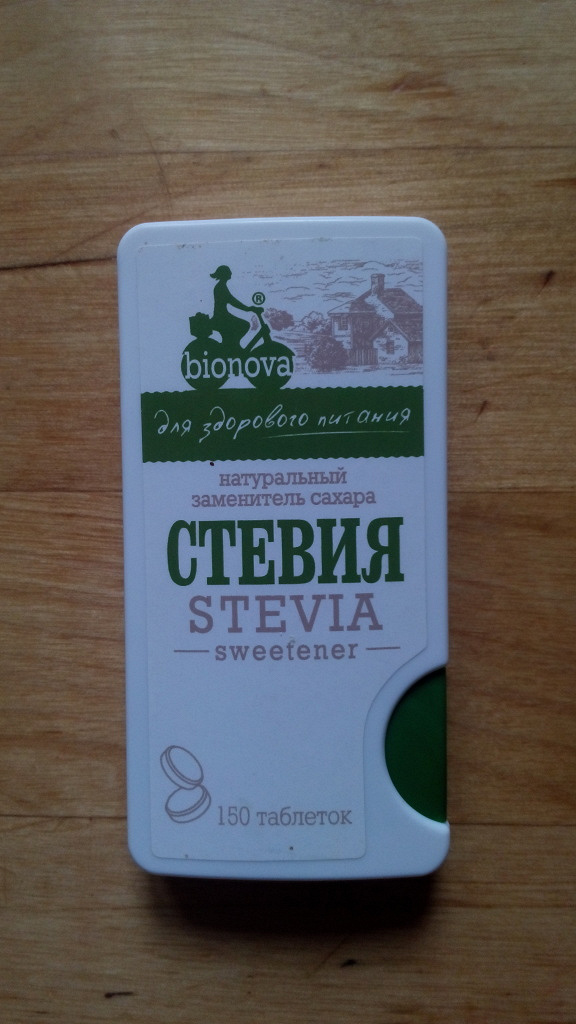 ®
bionova
для здорового питания
натуральный
заменитель сахара
СТЕВИЯ
STEVIA
sweetener
150 таблеток